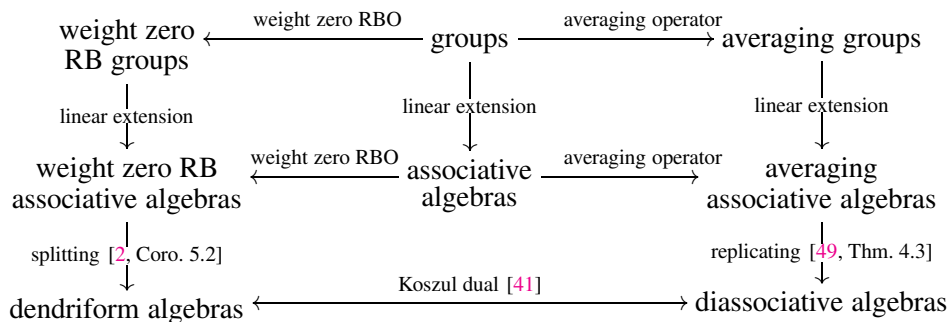 weight zero RB groups
weight zero RBO
groups
averaging operator
averaging groups
linear extension
linear extension
linear extension
weight zero RB associative algebras
weight zero RBO
associative algebras
averaging operator
averaging associative algebras
splitting [2, Coro. 5.2]
replicating [49, Thm. 4.3]
dendriform algebras
Koszul dual [41]
diassociative algebras